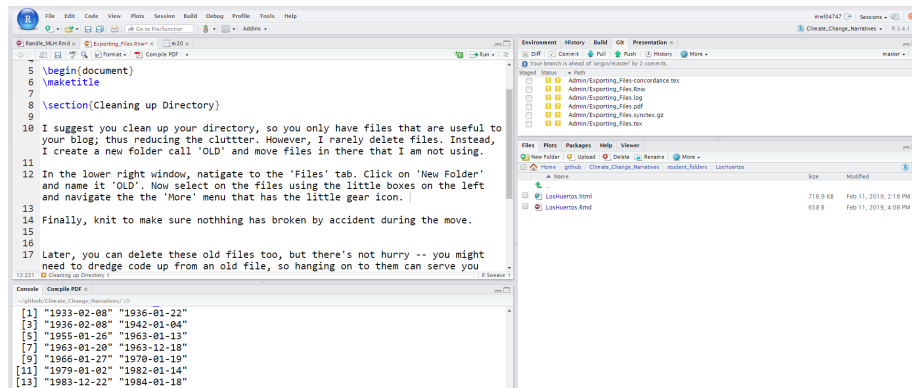 File Edit Code View Plots Session Build Debug Profile Tools Help
mwl04747 Sessions
Go to file/function Addins
Climate_Change_Narratives R 3.4.1
Randle_MLH.Rmd Exporting_Files.Rnw* m20
Format Compile PDF Run
5 \begin{document}
6 \maketitle
7
8 \section{Cleaning up Directory}
9
10 I suggest you clean up your directory, so you only have files that are useful to
your blog; thus reducing the cluttter. However, I rarely delete files. Instead,
I create a new folder call 'OLD' and move files in there that I am not using.
11
12 In the lower right window, natigate to the 'Files' tab. Click on 'New Folder'
and name it 'OLD'. Now select on the files using the little boxes on the left
and navigate the the 'More' menu that has the little gear icon.
13
14 Finally, knit to make sure nothhing has broken by accident during the move.
15
16
17 Later, you can delete these old files too, but there's not hurry -- you might
need to dredge code up from an old file, so hanging on to them can serve you
12:221 Cleaning up Directory R Sweave
Console Compile PDF
~/github/Climate_Change_Narratives/
[1] "1933-02-08" "1936-01-22"
[3] "1936-02-08" "1942-01-04"
[5] "1955-01-26" "1963-01-13"
[7] "1963-01-20" "1963-12-18"
[9] "1966-01-27" "1970-01-19"
[11] "1979-01-02" "1982-01-14"
[13] "1983-12-22" "1984-01-18"
Environment History Build Git Presentation
Diff Commit Pull Push History More master
Your branch is ahead of 'origin/master' by 2 commits.
Staged Status Path
Admin/Exporting_Files-concordance.tex
Admin/Exporting_Files.Rnw
Admin/Exporting_Files.log
Admin/Exporting_Files.pdf
Admin/Exporting_Files.synctex.gz
Admin/Exporting_Files.tex
Files Plots Packages Help Viewer
New Folder Upload Delete Rename More
Home github Climate_Change_Narratives student_folders LosHuertos
Name Size Modified
..
LosHuertos.html 716.9 KB Feb 11, 2019, 2:18 PM
LosHuertos.Rmd 658 B Feb 11, 2019, 4:08 PM